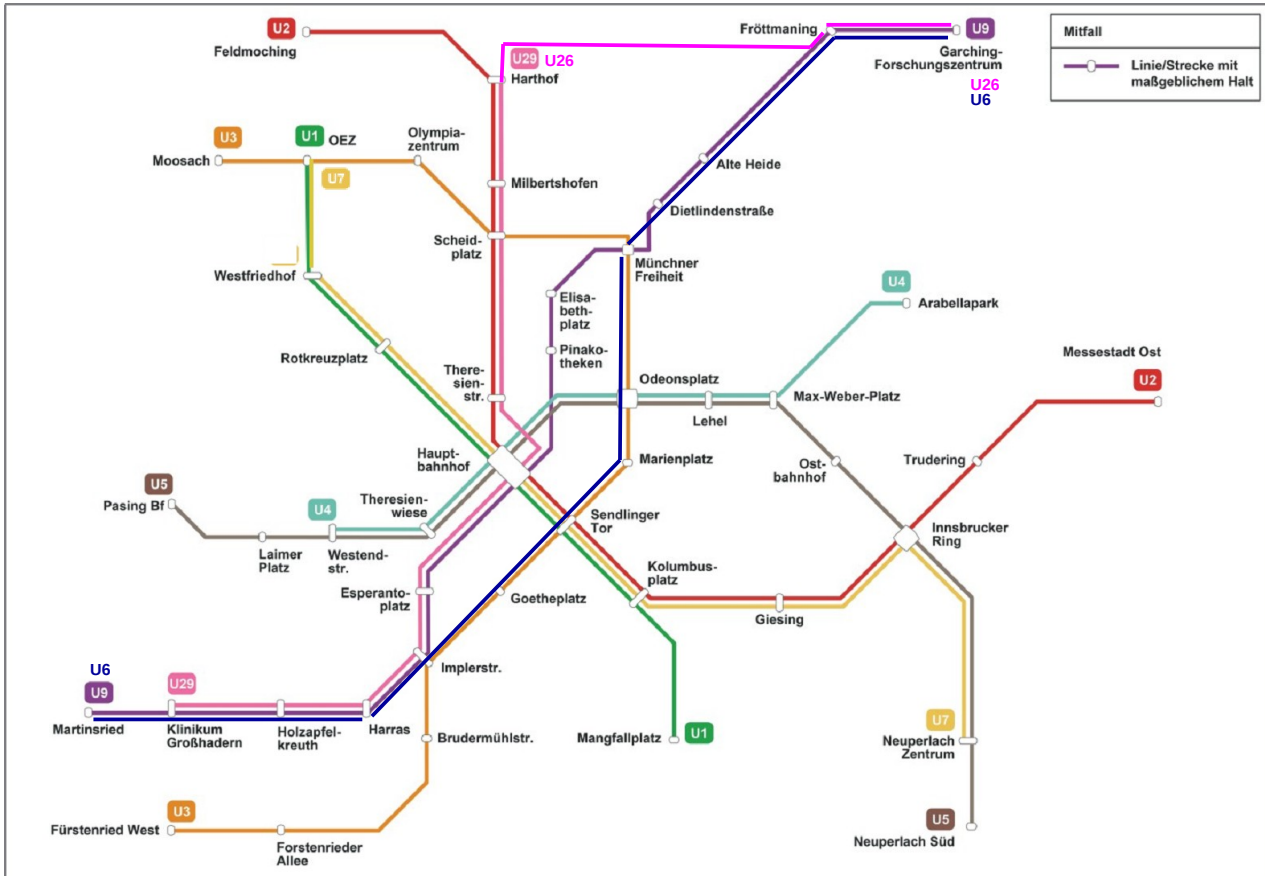 U2
Feldmoching
U29 U26
Harthof
Fröttmaning
U9
Garching-
Forschungszentrum
U26
U6
Mitfall
Linie/Strecke mit
maßgeblichem Halt
U3
Moosach
U1 OEZ
U7
Olympia-
zentrum
Milbertshofen
Alte Heide
Dietlindenstraße
Scheid-
platz
Westfriedhof
Münchner
Freiheit
U4
Arabellapark
Elisa-
beth-
platz
Rotkreuzplatz
Pinako-
theken
Messestadt Ost
U2
There-
sien-
str.
Odeonsplatz
Max-Weber-Platz
Lehel
Haupt-
bahnhof
Marienplatz
Ost-
bahnhof
Trudering
U5
Pasing Bf
U4
Theresien-
wiese
Sendlinger
Tor
Innsbrucker
Ring
Laimer
Platz
Westend-
str.
Kolumbus-
platz
Esperanto-
platz
Goetheplatz
Giesing
U6
U9
Martinsried
U29
Klinikum
Großhadern
Holzapfel-
kreuth
Harras
Implerstr.
Brudermühlstr.
Mangfallplatz
U1
U7
Neuperlach
Zentrum
U3
Fürstenried West
Forstenrieder
Allee
U5
Neuperlach Süd